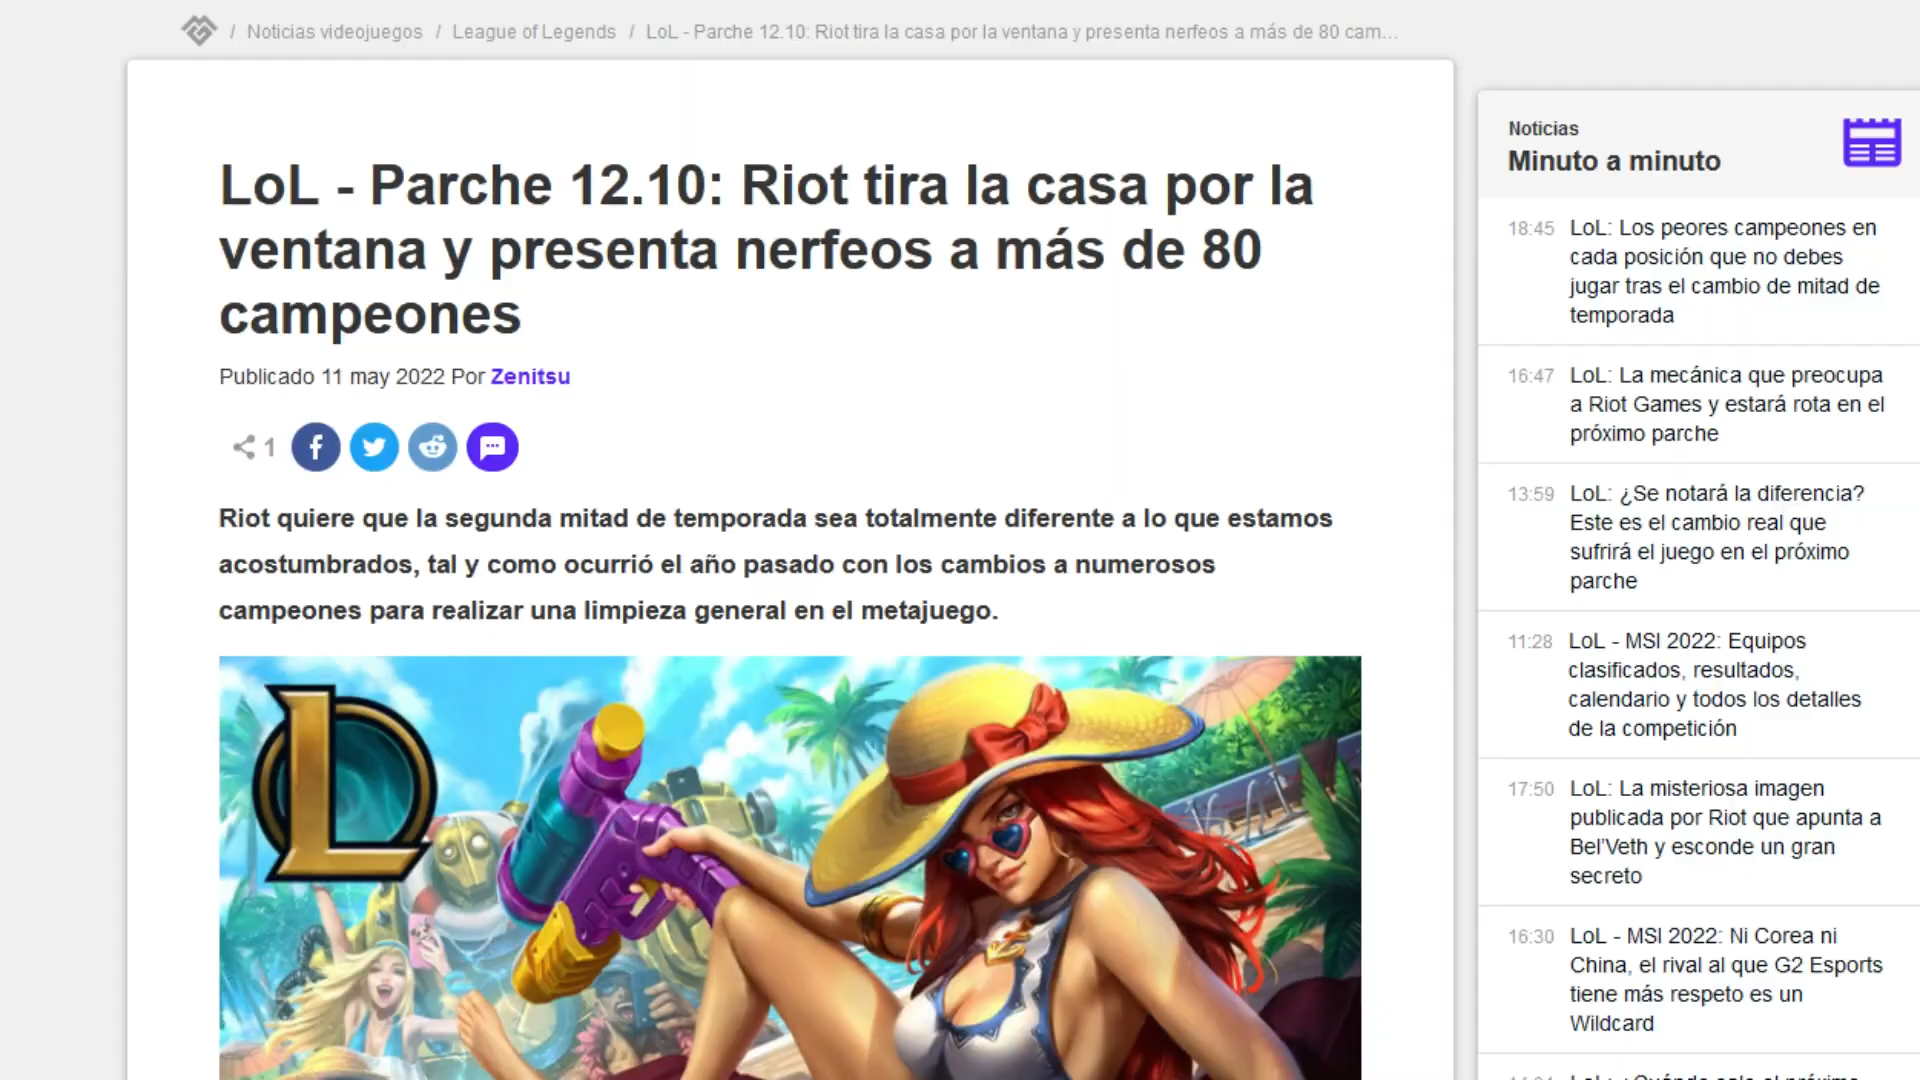 / Noticias videojuegos / League of Legends / LoL - Parche 12.10: Riot tira la casa por la ventana y presenta nerfeos a más de 80 cam...
LoL - Parche 12.10: Riot tira la casa por la
ventana y presenta nerfeos a más de 80
campeones
Publicado 11 may 2022 Por Zenitsu
1
Riot quiere que la segunda mitad de temporada sea totalmente diferente a lo que estamos
acostumbrados, tal y como ocurrió el año pasado con los cambios a numerosos
campeones para realizar una limpieza general en el metajuego.
Noticias
Minuto a minuto
18:45 LoL: Los peores campeones en
cada posición que no debes
jugar tras el cambio de mitad de
temporada
16:47 LoL: La mecánica que preocupa
a Riot Games y estará rota en el
próximo parche
13:59 LoL: ¿Se notará la diferencia?
Este es el cambio real que
sufrirá el juego en el próximo
parche
11:28 LoL - MSI 2022: Equipos
clasificados, resultados,
calendario y todos los detalles
de la competición
17:50 LoL: La misteriosa imagen
publicada por Riot que apunta a
Bel'Veth y esconde un gran
secreto
16:30 LoL - MSI 2022: Ni Corea ni
China, el rival al que G2 Esports
tiene más respeto es un
Wildcard